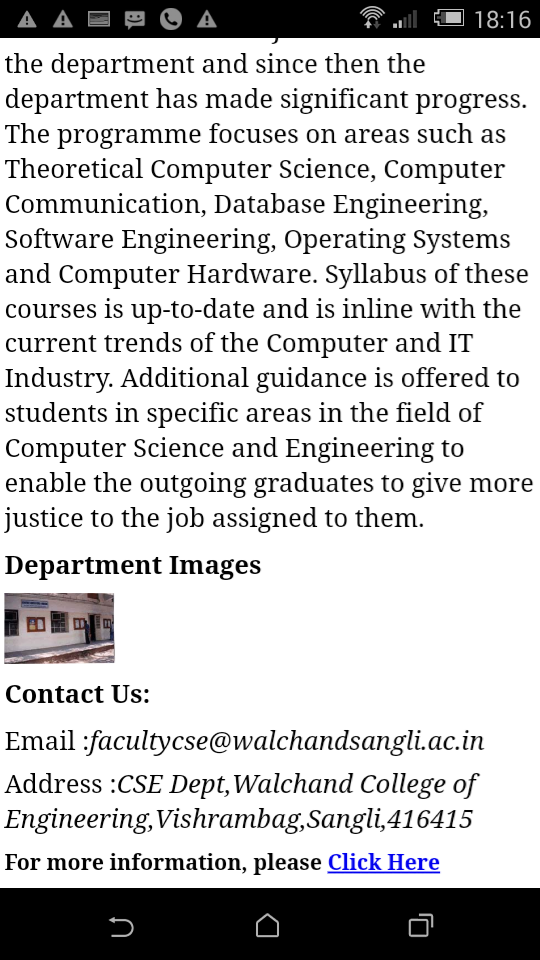 18:16
the department and since then the
department has made significant progress.
The programme focuses on areas such as
Theoretical Computer Science, Computer
Communication, Database Engineering,
Software Engineering, Operating Systems
and Computer Hardware. Syllabus of these
courses is up-to-date and is inline with the
current trends of the Computer and IT
Industry. Additional guidance is offered to
students in specific areas in the field of
Computer Science and Engineering to
enable the outgoing graduates to give more
justice to the job assigned to them.
Department Images
Contact Us:
Email :facultycse@walchandsangli.ac.in
Address :CSE Dept,Walchand College of
Engineering,Vishrambag,Sangli,416415
For more information, please Click Here